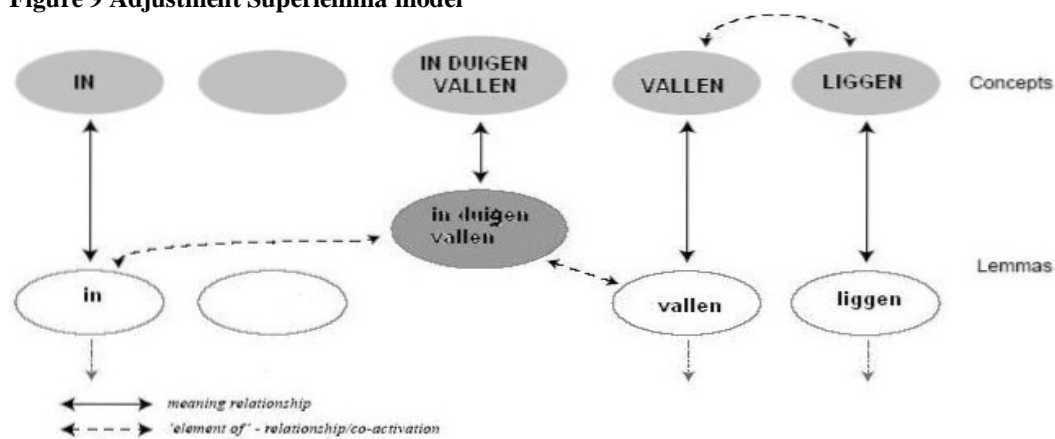 Figure 9 Adjustment Superlemma model
IN
IN DUIGEN
VALLEN
VALLEN
LIGGEN
Concepts
in duigen
vallen
Lemmas
in
vallen
liggen
meaning relationship
'element of' - relationship/co-activation